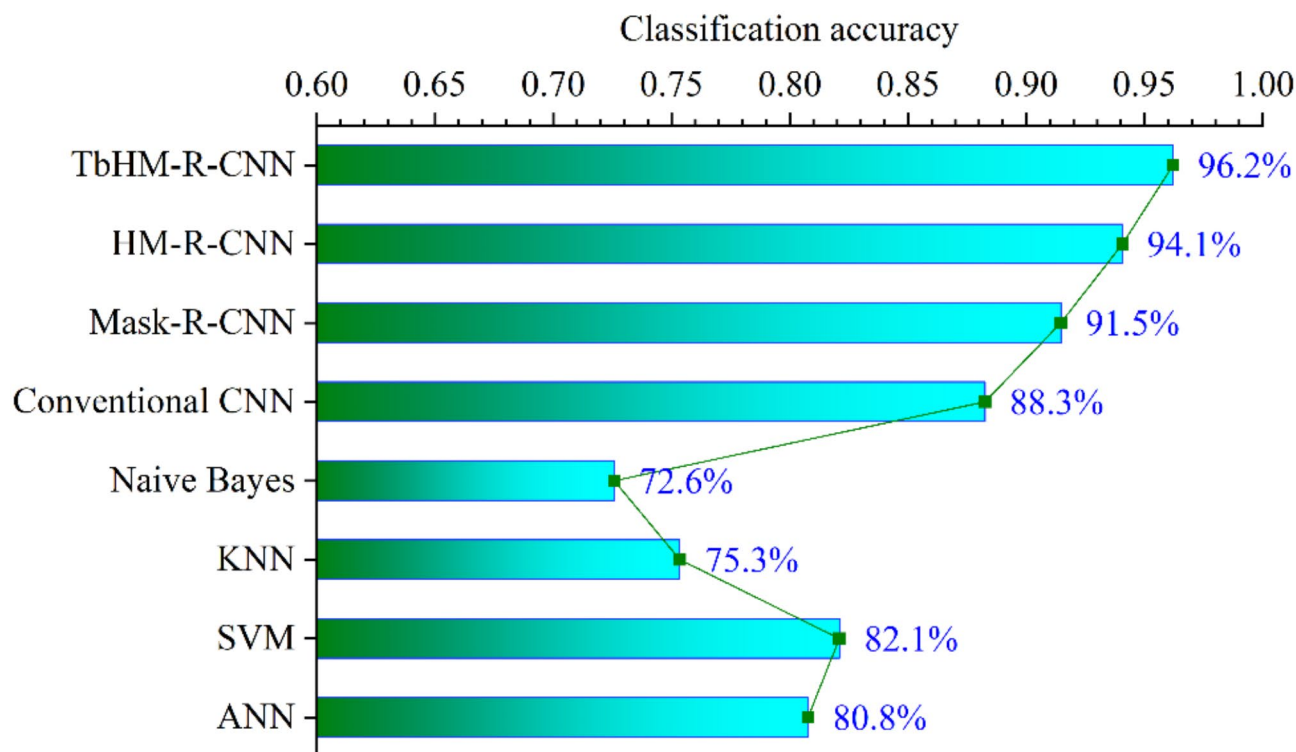 Classification accuracy
0.60 0.65 0.70 0.75 0.80 0.85 0.90 0.95 1.00
TbHM-R-CNN 96.2%
HM-R-CNN 94.1%
Mask-R-CNN 91.5%
Conventional CNN 88.3%
Naive Bayes 72.6%
KNN 75.3%
SVM 82.1%
ANN 80.8%